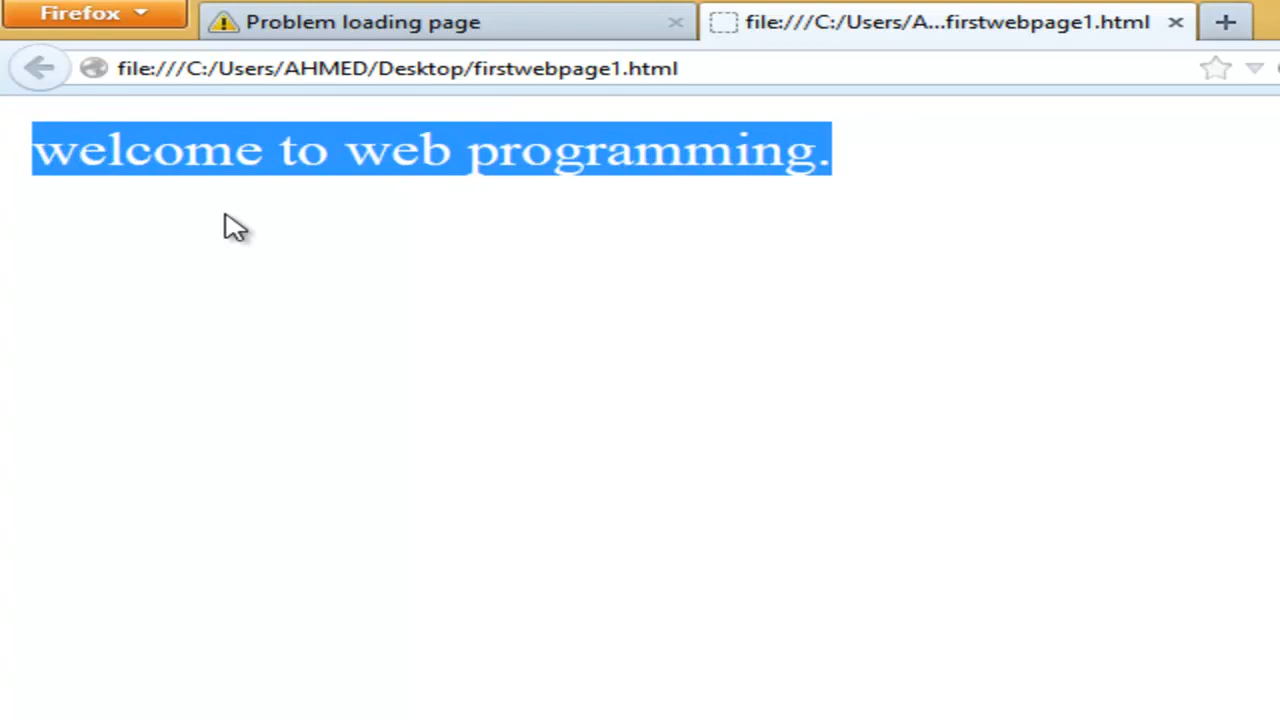 Firefox
Problem loading page
file:///C:/Users/A...firstwebpage1.html
file:///C:/Users/AHMED/Desktop/firstwebpage1.html
welcome to web programming.